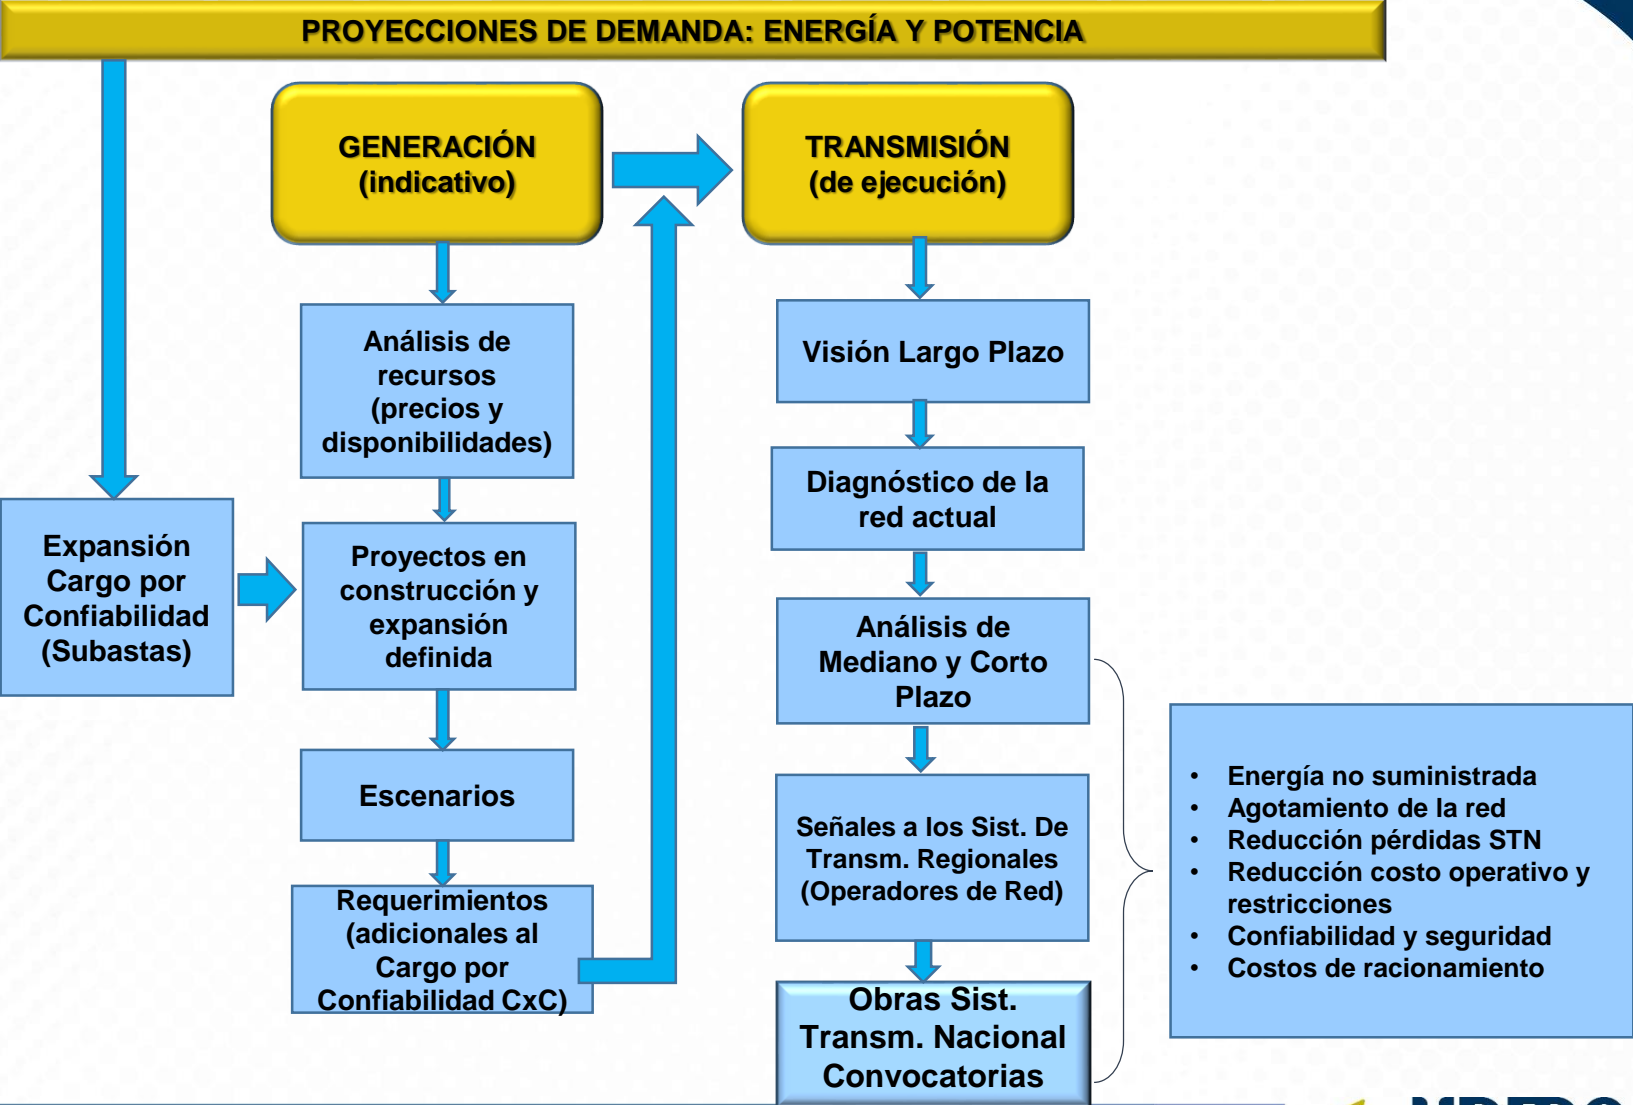 PROYECCIONES DE DEMANDA: ENERGÍA Y POTENCIA
GENERACIÓN
(indicativo)
TRANSMISIÓN
(de ejecución)
Análisis de
recursos
(precios y
disponibilidades)
Visión Largo Plazo
Diagnóstico de la
red actual
Expansión
Cargo por
Confiabilidad
(Subastas)
Proyectos en
construcción y
expansión
definida
Análisis de
Mediano y Corto
Plazo
Escenarios
Señales a los Sist. De
Transm. Regionales
(Operadores de Red)
• Energía no suministrada
• Agotamiento de la red
• Reducción pérdidas STN
• Reducción costo operativo y
restricciones
• Confiabilidad y seguridad
• Costos de racionamiento
Requerimientos
(adicionales al
Cargo por
Confiabilidad CxC)
Obras Sist.
Transm. Nacional
Convocatorias